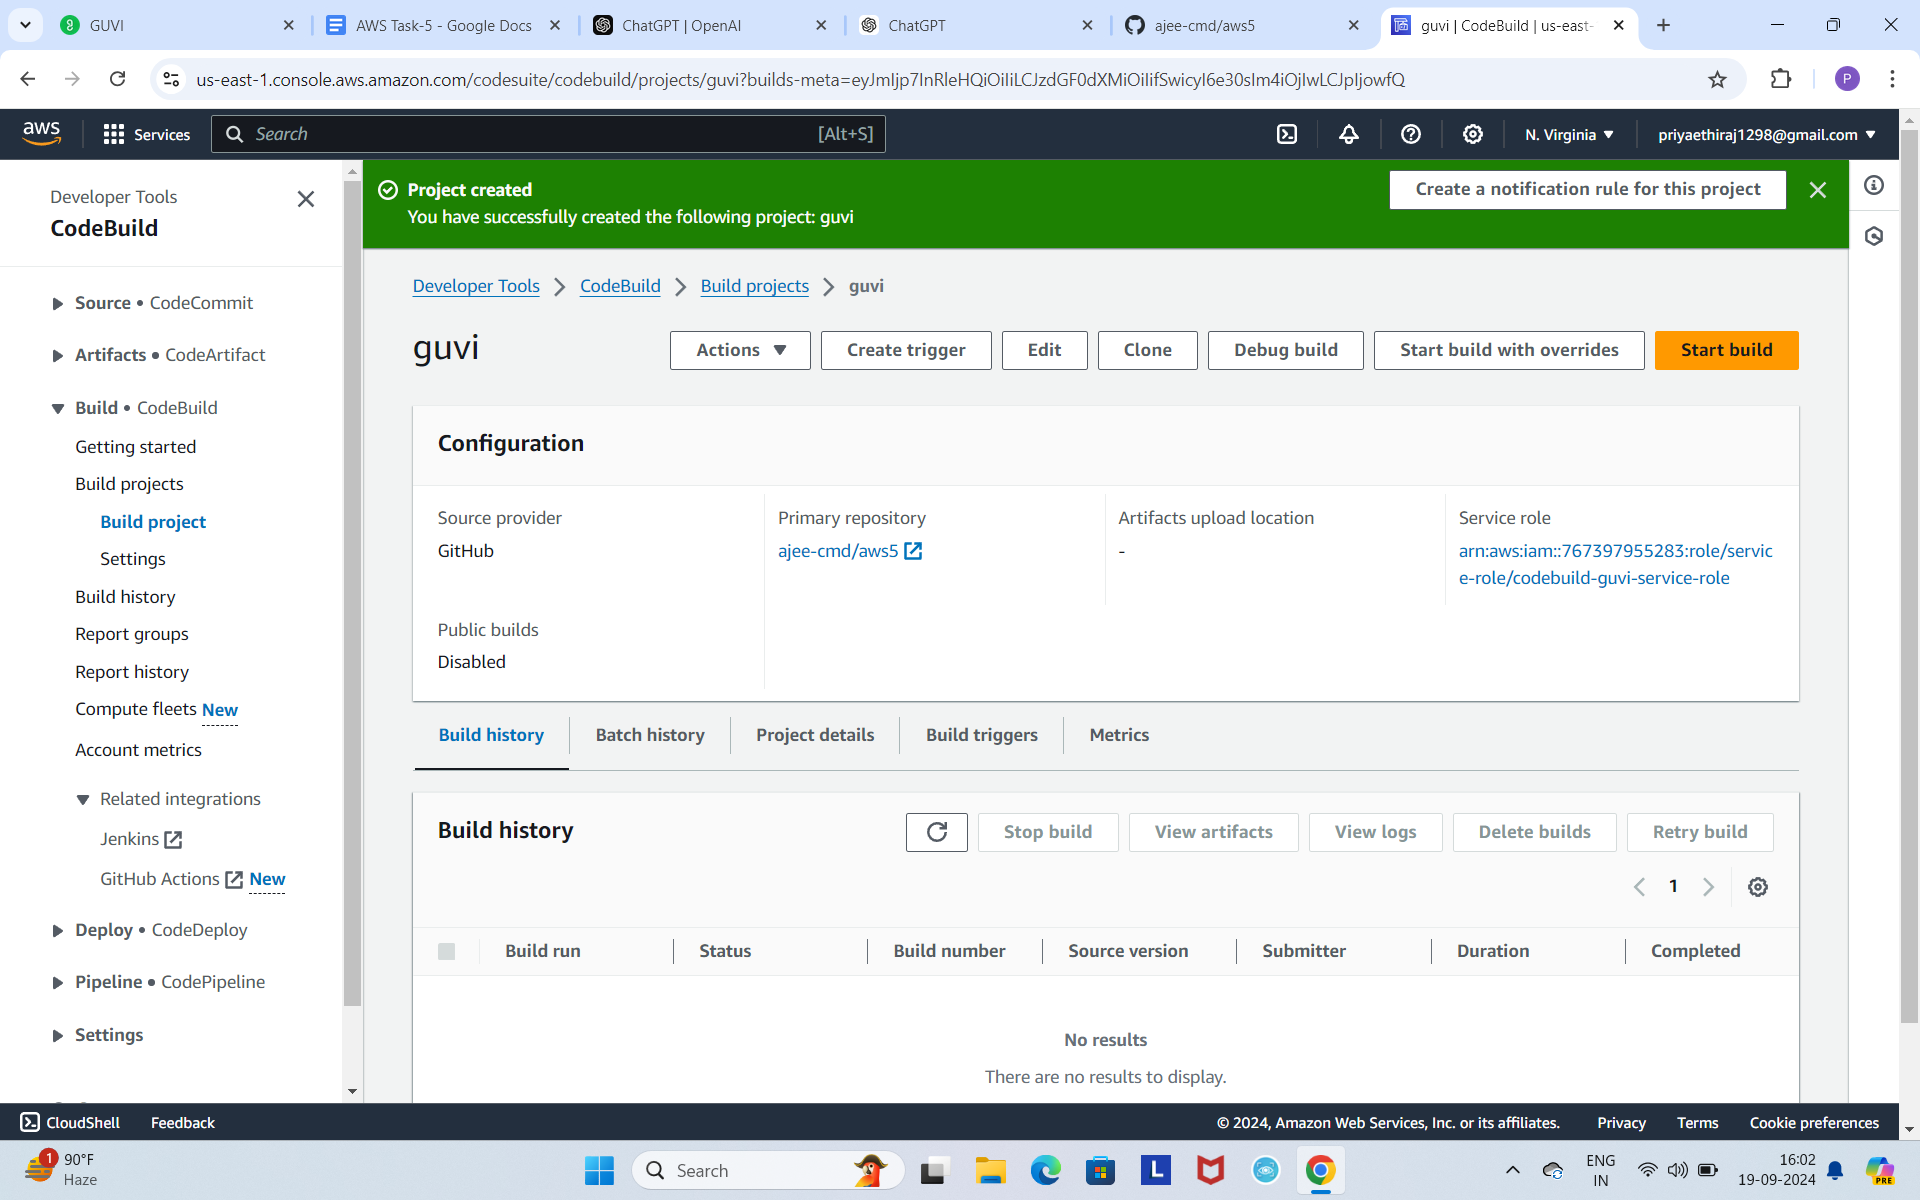 GUVI
AWS Task-5 - Google Docs
ChatGPT | OpenAI
ChatGPT
ajee-cmd/aws5
guvi | CodeBuild | us-east-
us-east-1.console.aws.amazon.com/codesuite/codebuild/projects/guvi?builds-meta=eyJmIjp7InRleHQiOiIiLCJzdGF0dXMiOiIifSwicyI6e30sIm4iOjIwLCJpIjowfQ
P
aws
Services
Search
[Alt+S]
N. Virginia
priyaethiraj1298@gmail.com
Developer Tools
CodeBuild
Source • CodeCommit
Artifacts • CodeArtifact
Build • CodeBuild
Getting started
Build projects
Build project
Settings
Build history
Report groups
Report history
Compute fleets New
Account metrics
Related integrations
Jenkins
GitHub Actions New
Deploy • CodeDeploy
Pipeline • CodePipeline
Settings
Project created
You have successfully created the following project: guvi
Create a notification rule for this project
Developer Tools
CodeBuild
Build projects
guvi
guvi
Actions
Create trigger
Edit
Clone
Debug build
Start build with overrides
Start build
Configuration
Source provider
GitHub
Primary repository
ajee-cmd/aws5
Artifacts upload location
-
Service role
arn:aws:iam::767397955283:role/servic
e-role/codebuild-guvi-service-role
Public builds
Disabled
Build history
Batch history
Project details
Build triggers
Metrics
Build history
Stop build
View artifacts
View logs
Delete builds
Retry build
1
Build run
Status
Build number
Source version
Submitter
Duration
Completed
No results
There are no results to display.
CloudShell
Feedback
© 2024, Amazon Web Services, Inc. or its affiliates.
Privacy
Terms
Cookie preferences
1
90°F
Haze
Search
L
ENG
IN
16:02
19-09-2024
PRE